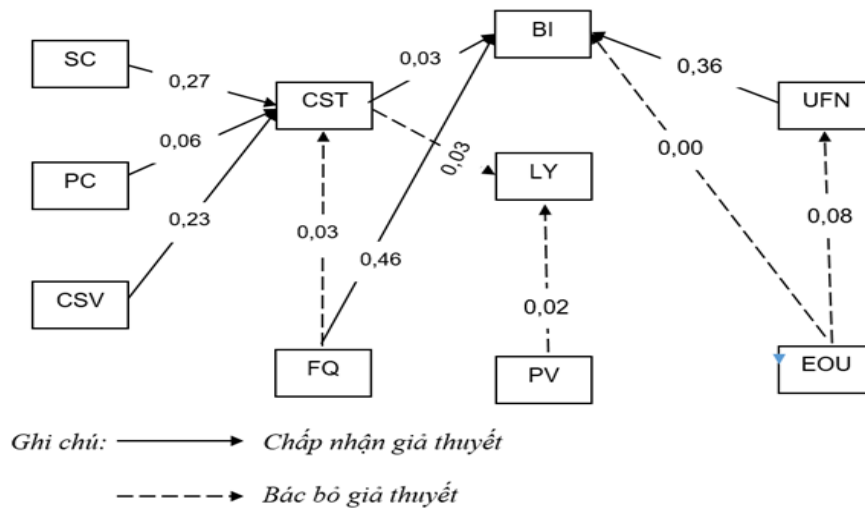 BI
SC
0,27
0,03
0,36
CST
UFN
PC
0,06
0,00
0,03
LY
0,23
0,03
0,08
0,46
CSV
0,02
FQ
PV
EOU
Ghi chú: Chấp nhận giả thuyết
Bác bỏ giả thuyết